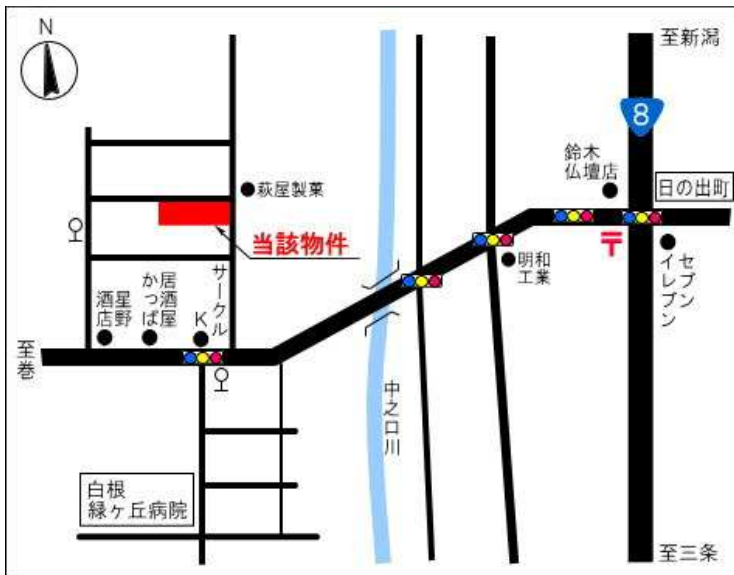 N
至新潟
8
鈴木
仏壇店
日の出町
萩屋製菓
当該物件
明和
工業
セブン
イレブン
サークル
K
居酒屋
かっぱ
星野
酒店
至巻
中之口川
白根
緑ヶ丘病院
至三条
〒